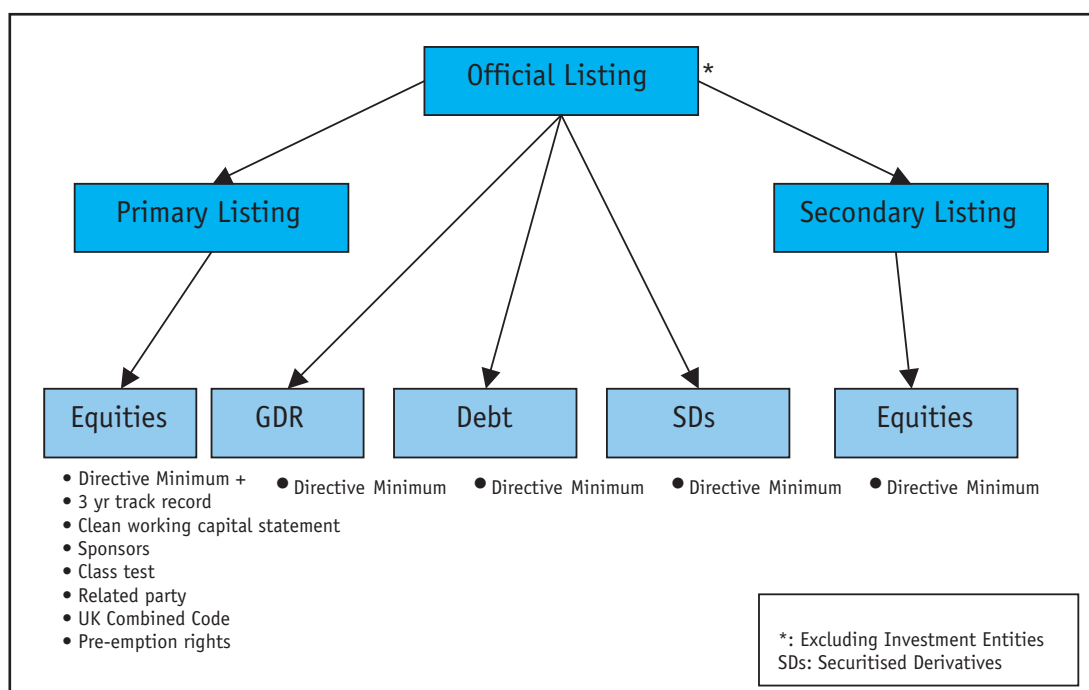 Official Listing
*
Primary Listing
Secondary Listing
Equities
GDR
Debt
SDs
Equities
• Directive Minimum +
• 3 yr track record
• Clean working capital statement
• Sponsors
• Class test
• Related party
• UK Combined Code
• Pre-emption rights
• Directive Minimum
• Directive Minimum
• Directive Minimum
• Directive Minimum
*: Excluding Investment Entities
SDs: Securitised Derivatives